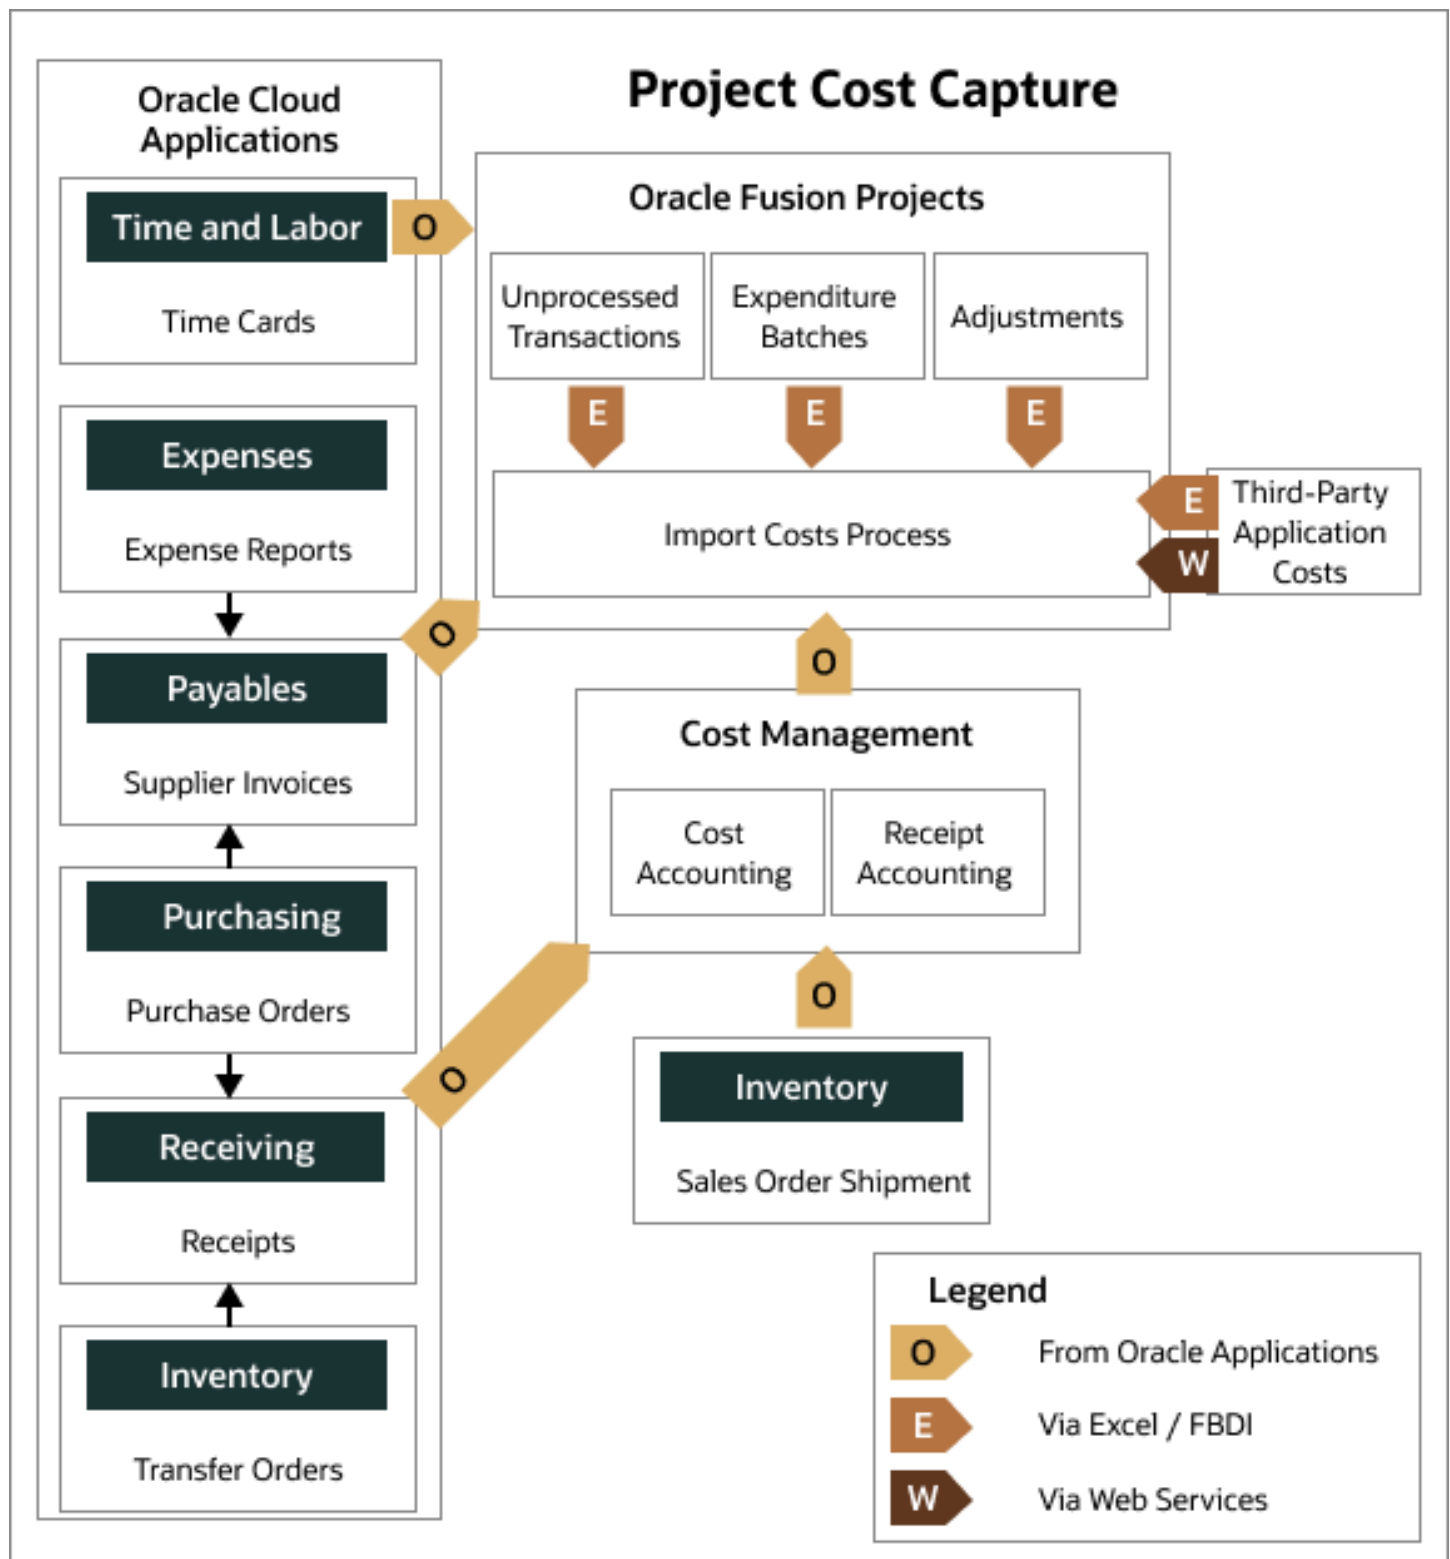 Project Cost Capture
Oracle Cloud
Applications
Time and Labor
O
Time Cards
Expenses
Expense Reports
Payables
O
Supplier Invoices
Purchasing
Purchase Orders
Receiving
O
Receipts
Inventory
Transfer Orders
Oracle Fusion Projects
Unprocessed
Transactions
Expenditure
Batches
Adjustments
E
E
E
Import Costs Process
E
W
Third-Party
Application
Costs
O
Cost Management
Cost
Accounting
Receipt
Accounting
O
Inventory
Sales Order Shipment
Legend
O From Oracle Applications
E Via Excel / FBDI
W Via Web Services